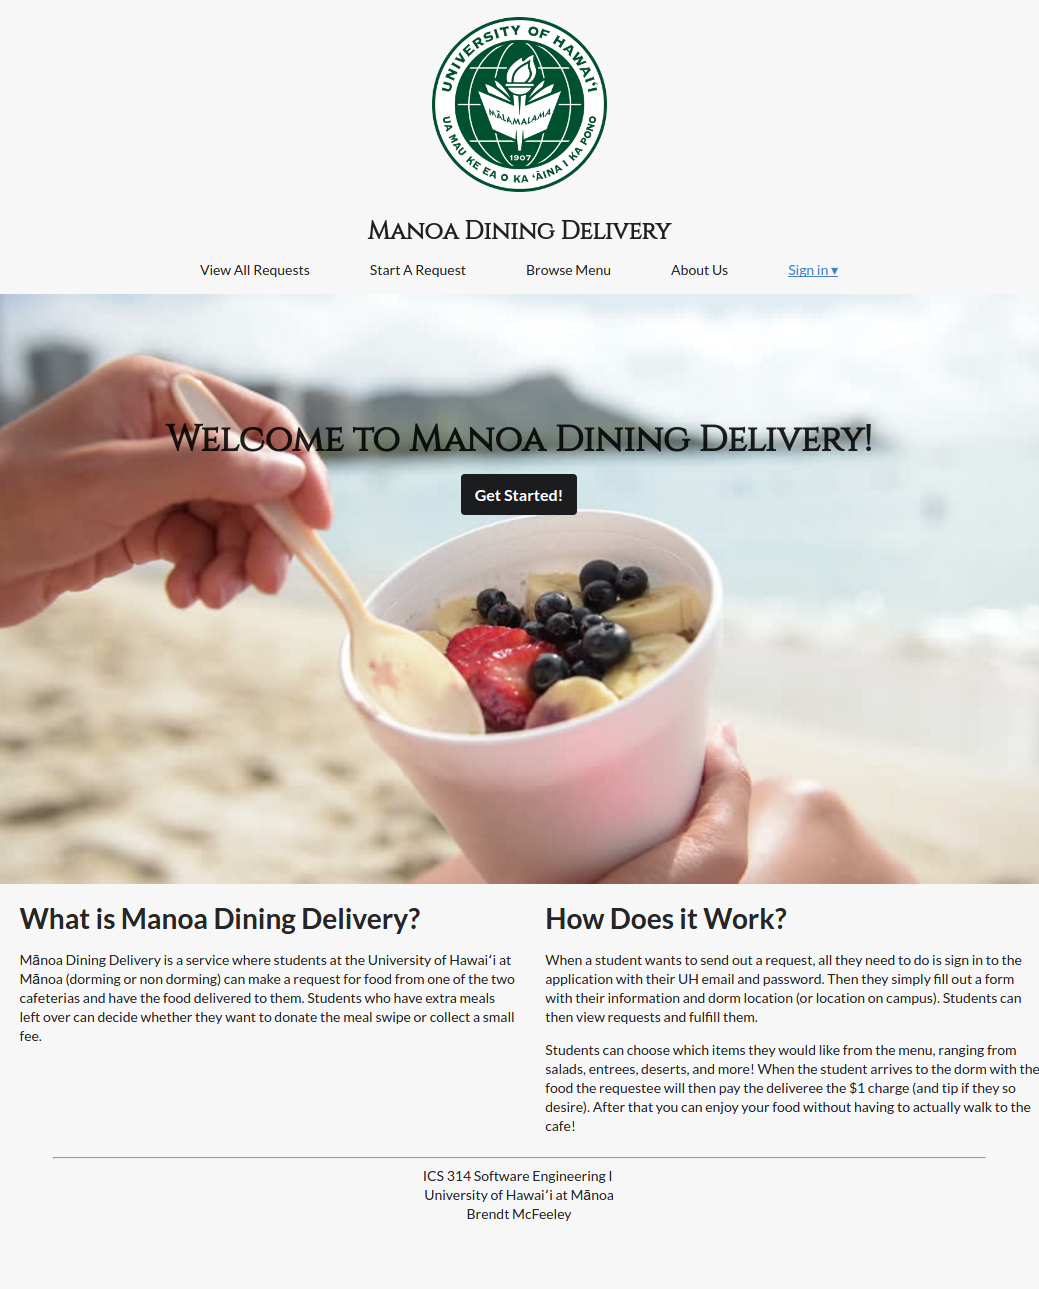 UNIVERSITY OF HAWAIʻI
MĀLAMALAMA
1907
UA MAU KE EA O KA ʻĀINA I KA PONO
Manoa Dining Delivery
View All Requests Start A Request Browse Menu About Us Sign in ▾
Welcome to Manoa Dining Delivery!
Get Started!
What is Manoa Dining Delivery?
Mānoa Dining Delivery is a service where students at the University of Hawaiʻi at
Mānoa (dorming or non dorming) can make a request for food from one of the two
cafeterias and have the food delivered to them. Students who have extra meals
left over can decide whether they want to donate the meal swipe or collect a small
fee.
How Does it Work?
When a student wants to send out a request, all they need to do is sign in to the
application with their UH email and password. Then they simply fill out a form
with their information and dorm location (or location on campus). Students can
then view requests and fulfill them.
Students can choose which items they would like from the menu, ranging from
salads, entrees, deserts, and more! When the student arrives to the dorm with the
food the requestee will then pay the deliveree the $1 charge (and tip if they so
desire). After that you can enjoy your food without having to actually walk to the
cafe!
ICS 314 Software Engineering I
University of Hawaiʻi at Mānoa
Brendt McFeeley